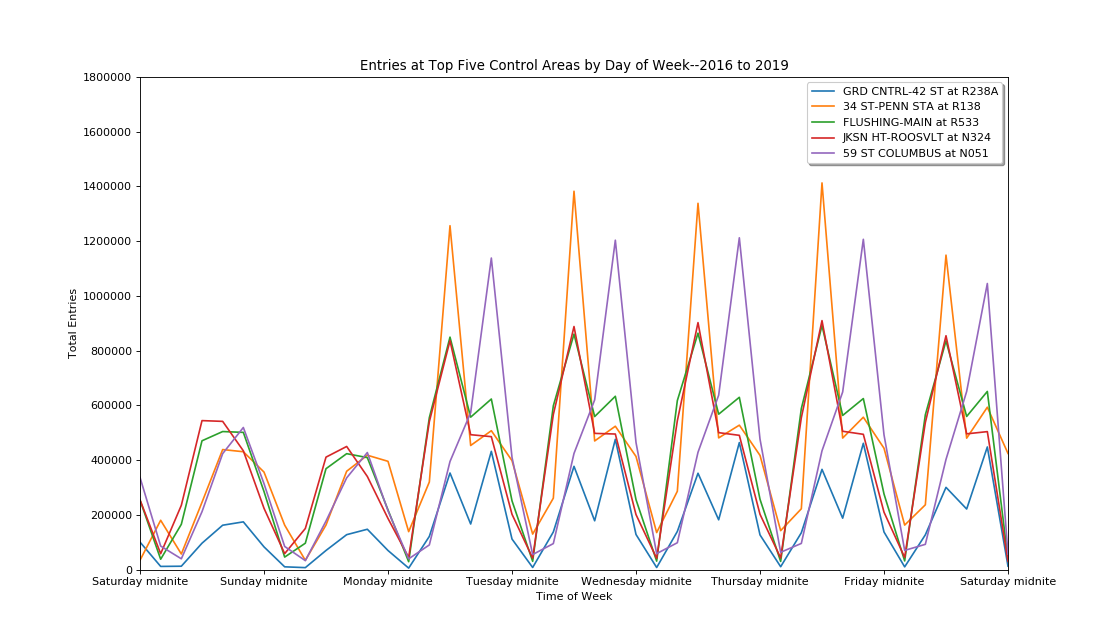 Entries at Top Five Control Areas by Day of Week--2016 to 2019
GRD CNTRL-42 ST at R238A
34 ST-PENN STA at R138
FLUSHING-MAIN at R533
JKSN HT-ROOSVLT at N324
59 ST COLUMBUS at N051
Total Entries
1800000
1600000
1400000
1200000
1000000
800000
600000
400000
200000
0
Saturday midnite Sunday midnite Monday midnite Tuesday midnite Wednesday midnite Thursday midnite Friday midnite Saturday midnite
Time of Week